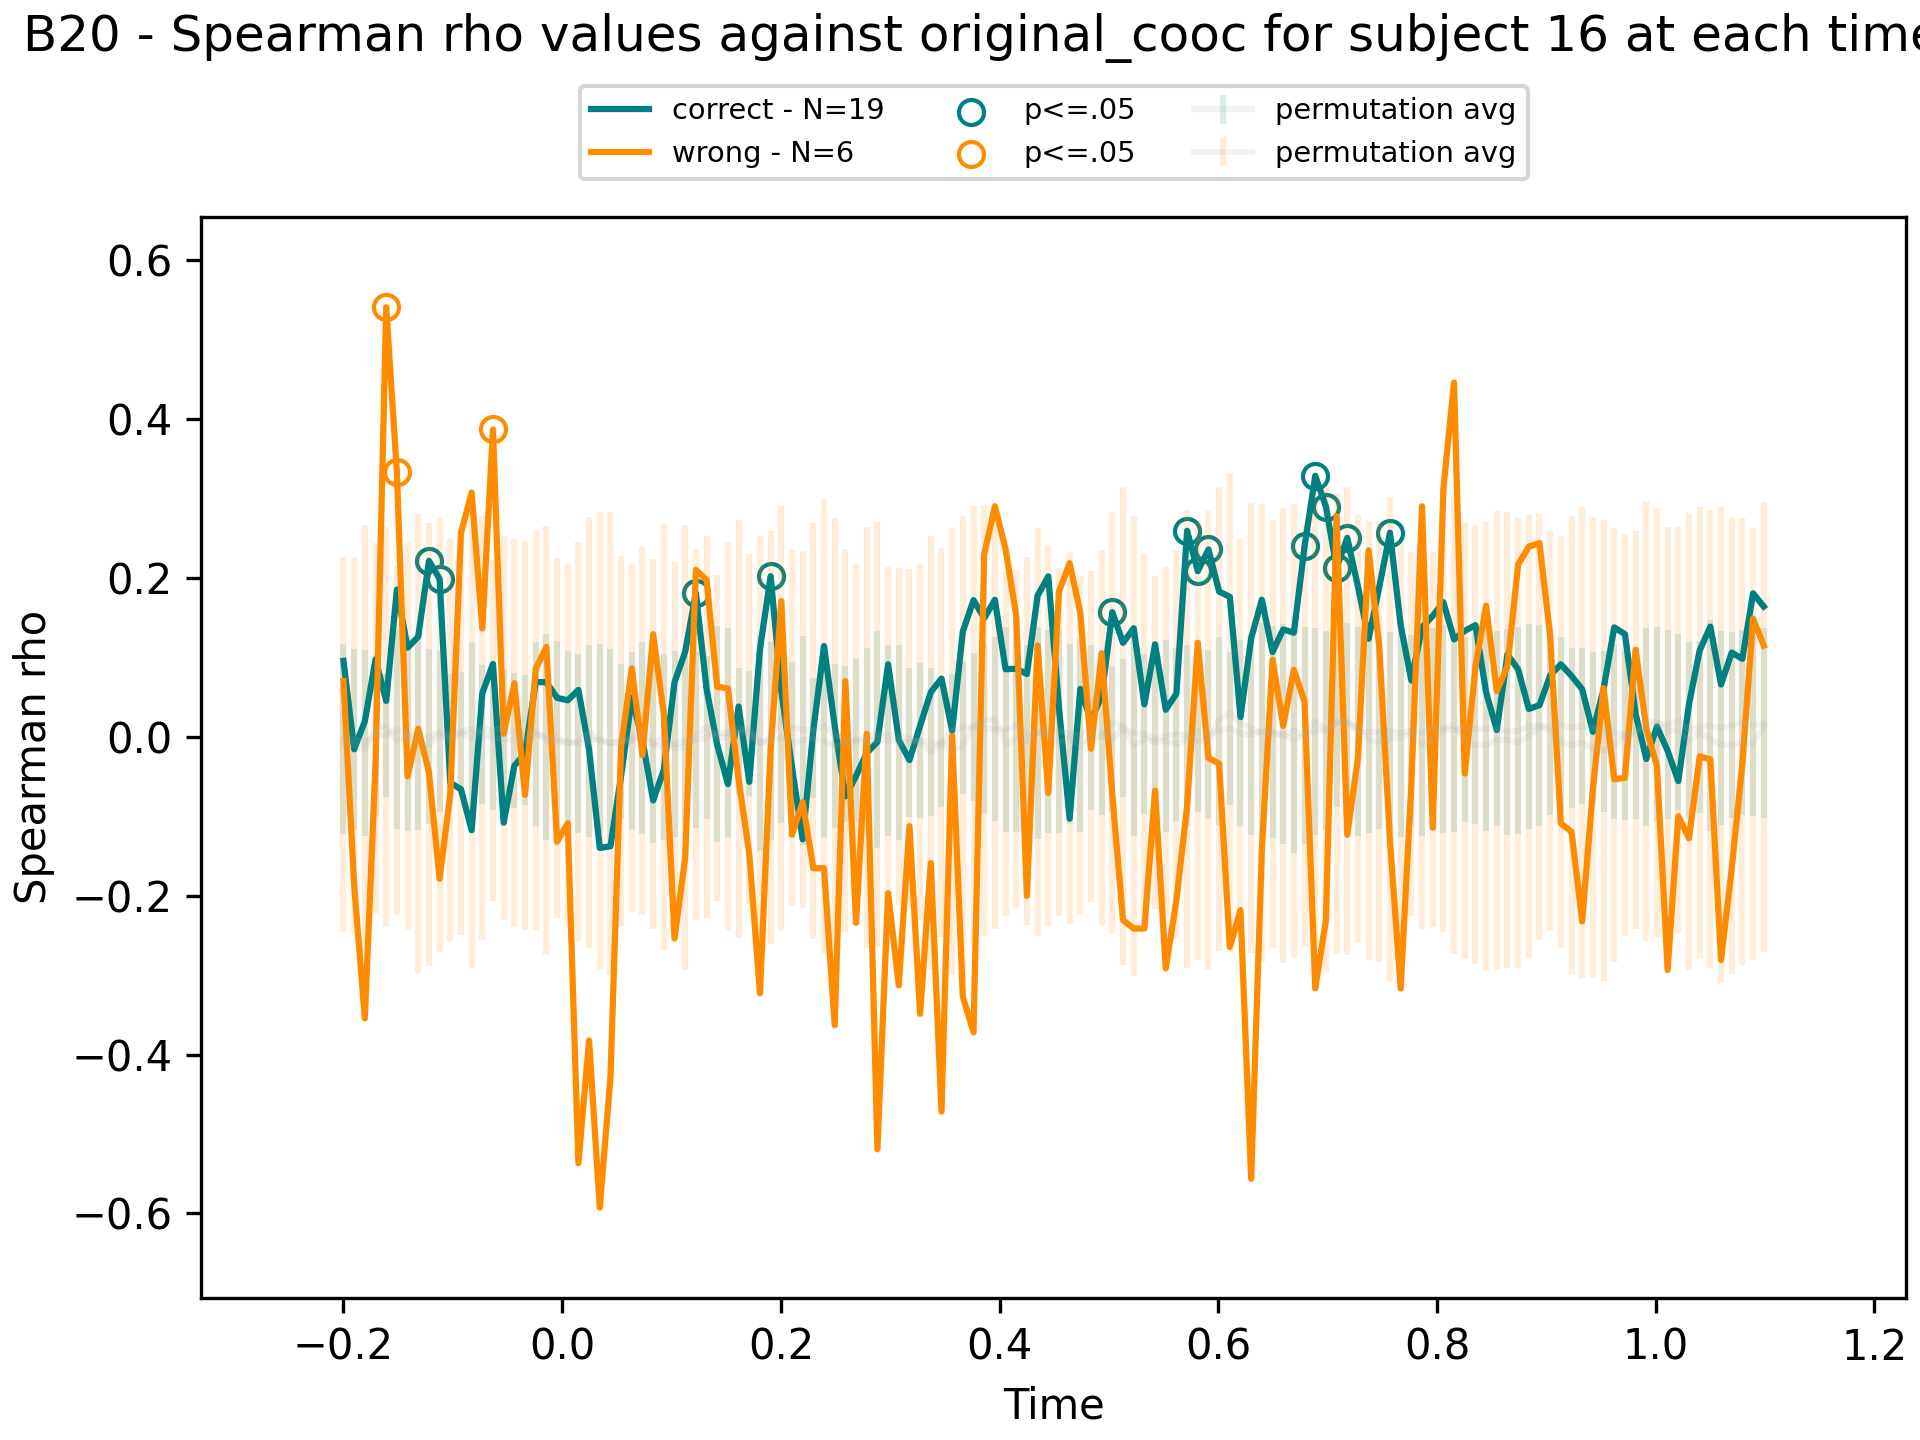 B20 - Spearman rho values against original_cooc for subject 16 at each time
correct - N=19
wrong - N=6
p<=.05
p<=.05
permutation avg
permutation avg
Spearman rho
0.6
0.4
0.2
0.0
−0.2
−0.4
−0.6
−0.2
0.0
0.2
0.4
0.6
0.8
1.0
1.2
Time